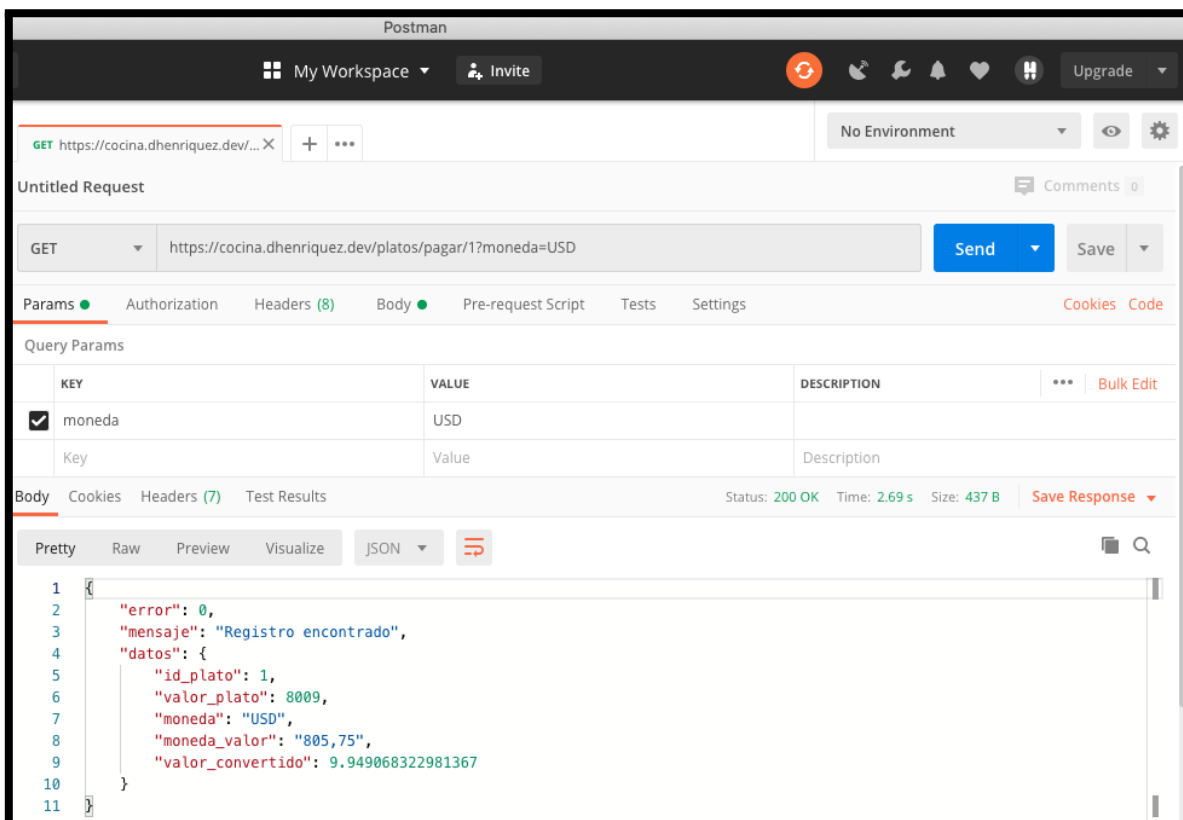 Postman
My Workspace Invite Upgrade
GET https://cocina.dhenriquez.dev/... No Environment
Untitled Request Comments 0
GET https://cocina.dhenriquez.dev/platos/pagar/1?moneda=USD Send Save
Params Authorization Headers (8) Body Pre-request Script Tests Settings Cookies Code
Query Params
KEY VALUE DESCRIPTION Bulk Edit
moneda USD
Key Value Description
Body Cookies Headers (7) Test Results Status: 200 OK Time: 2.69 s Size: 437 B Save Response
Pretty Raw Preview Visualize JSON
1 {
2 "error": 0,
3 "mensaje": "Registro encontrado",
4 "datos": {
5 "id_plato": 1,
6 "valor_plato": 8009,
7 "moneda": "USD",
8 "moneda_valor": "805,75",
9 "valor_convertido": 9.949068322981367
10 }
11 }